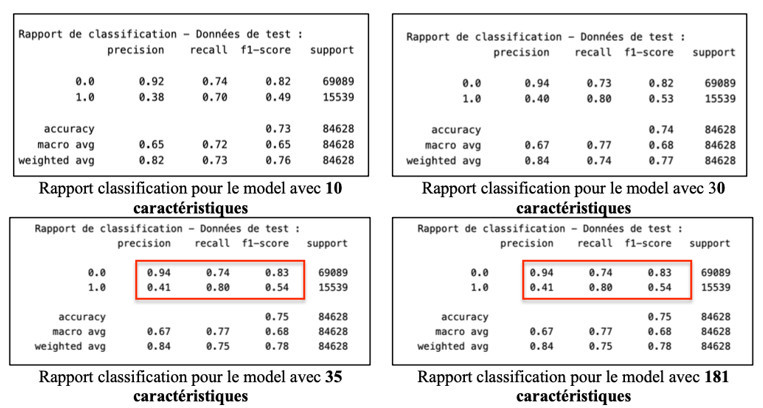 Rapport de classification - Données de test :
precision recall f1-score support
0.0 0.92 0.74 0.82 69089
1.0 0.38 0.70 0.49 15539
accuracy 0.73 84628
macro avg 0.65 0.72 0.65 84628
weighted avg 0.82 0.73 0.76 84628
Rapport classification pour le model avec 10
caractéristiques
Rapport de classification - Données de test :
precision recall f1-score support
0.0 0.94 0.73 0.82 69089
1.0 0.40 0.80 0.53 15539
accuracy 0.74 84628
macro avg 0.67 0.77 0.68 84628
weighted avg 0.84 0.74 0.77 84628
Rapport classification pour le model avec 30
caractéristiques
Rapport de classification - Données de test :
precision recall f1-score support
0.0 0.94 0.74 0.83 69089
1.0 0.41 0.80 0.54 15539
accuracy 0.75 84628
macro avg 0.67 0.77 0.68 84628
weighted avg 0.84 0.75 0.78 84628
Rapport classification pour le model avec 35
caractéristiques
Rapport de classification - Données de test :
precision recall f1-score support
0.0 0.94 0.74 0.83 69089
1.0 0.41 0.80 0.54 15539
accuracy 0.75 84628
macro avg 0.67 0.77 0.68 84628
weighted avg 0.84 0.75 0.78 84628
Rapport classification pour le model avec 181
caractéristiques